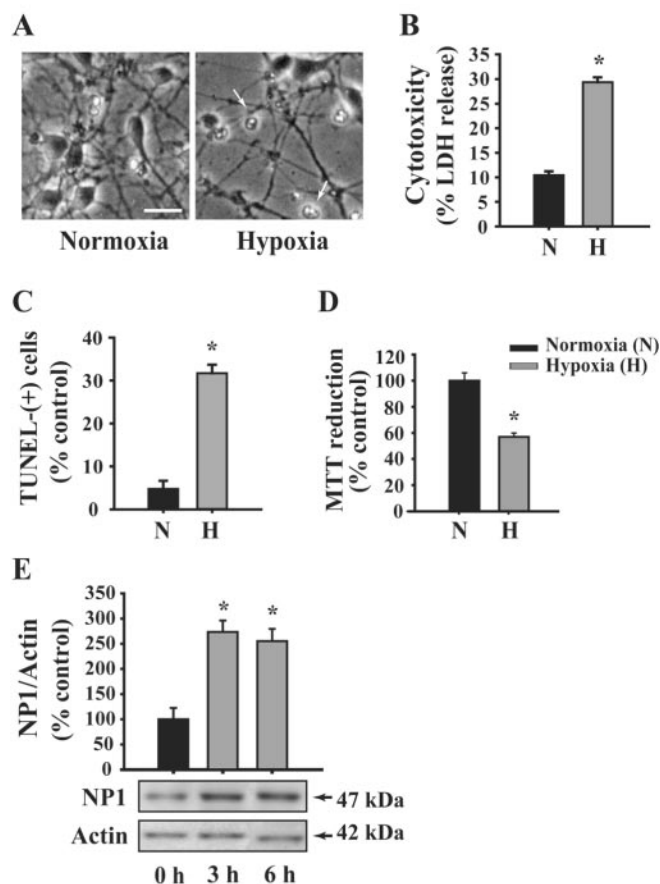 A
Normoxia
Hypoxia
B
Cytotoxicity
(% LDH release)
35
30
25
20
15
10
5
0
*
N
H
C
TUNEL-(+) cells
(% control)
40
30
20
10
0
*
N
H
D
MTT reduction
(% control)
120
100
80
60
40
20
0
*
N
H
Normoxia (N)
Hypoxia (H)
E
NP1/Actin
(% control)
350
300
250
200
150
100
50
0
*
*
NP1
47 kDa
Actin
42 kDa
0 h
3 h
6 h